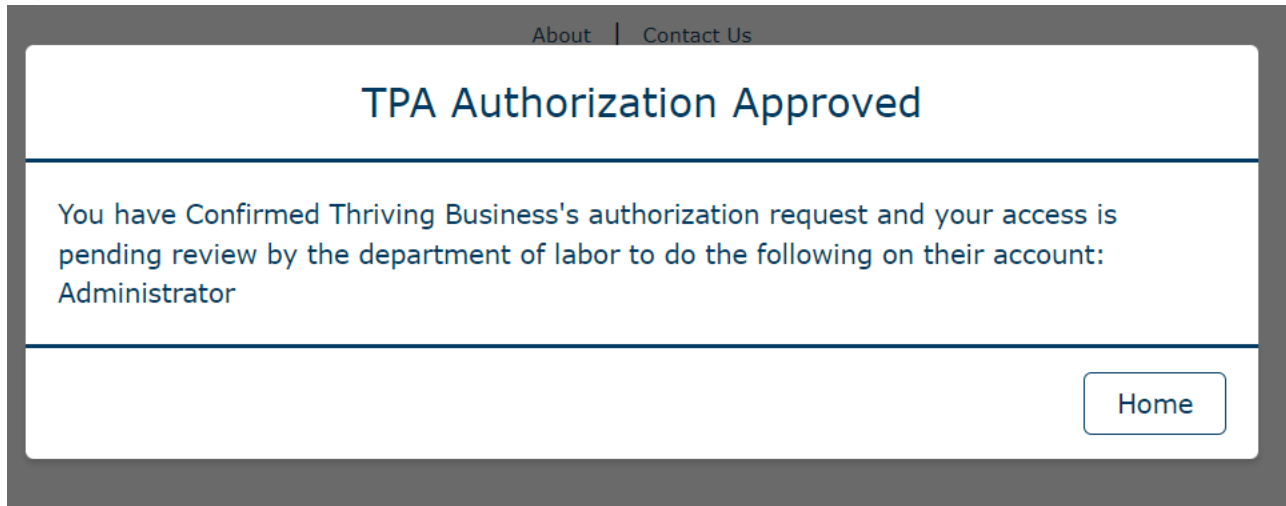 About | Contact Us
TPA Authorization Approved
You have Confirmed Thriving Business's authorization request and your access is
pending review by the department of labor to do the following on their account:
Administrator
Home